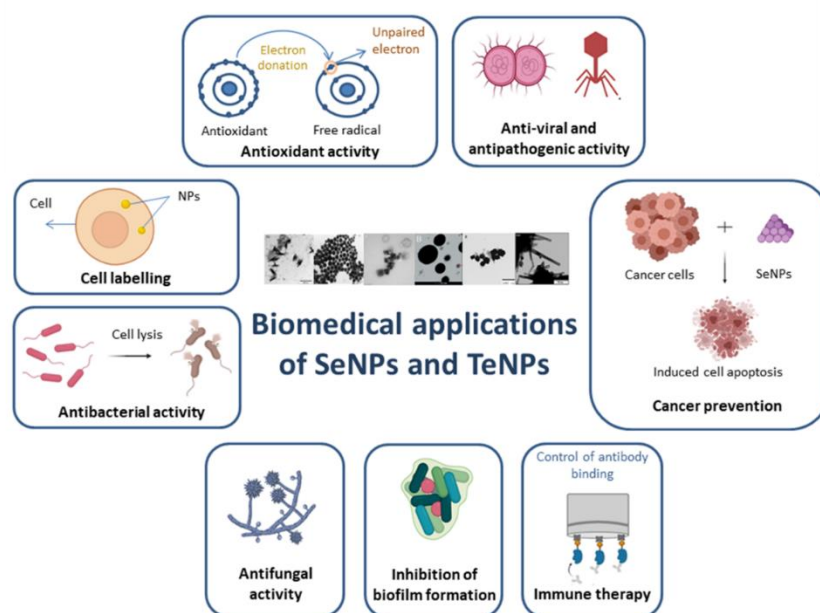 Electron
donation
Unpaired
electron
Antioxidant
Free radical
Antioxidant activity
Anti-viral and
antipathogenic activity
Cell
NPs
Cell labelling
Cancer cells
+
SeNPs
Induced cell apoptosis
Cancer prevention
Biomedical applications
of SeNPs and TeNPs
Cell lysis
Antibacterial activity
Antifungal
activity
Inhibition of
biofilm formation
Control of antibody
binding
Immune therapy